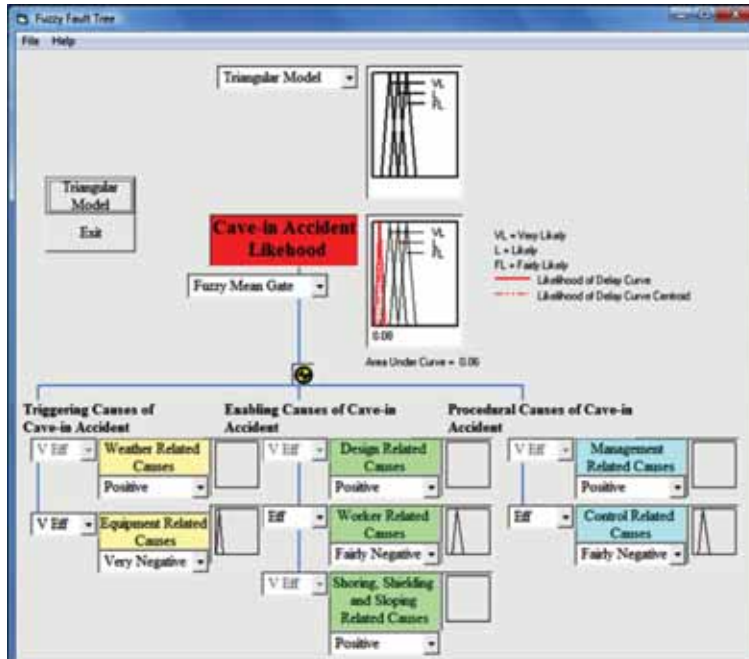 Fuzzy Fault Tree
File Help
Triangular Model
VL
L
FL
Triangular
Model
Exit
Cave-in Accident
Likehood
VL
L
FL
VL = Very Likely
L = Likely
FL = Fairly Likely
Likelihood of Delay Curve
Likelihood of Delay Curve Centroid
Fuzzy Mean Gate
0.06
Area Under Curve = 0.06
Triggering Causes of
Cave-in Accident
Enabling Causes of Cave-in
Accident
Procedural Causes of Cave-in
Accident
V Eff
Weather Related
Causes
Positive
V Eff
Design Related
Causes
Positive
V Eff
Management
Related Causes
Positive
V Eff
Equipment Related
Causes
Very Negative
Eff
Worker Related
Causes
Fairly Negative
Eff
Control Related
Causes
Fairly Negative
V Eff
Shoring, Shielding
and Sloping
Related Causes
Positive